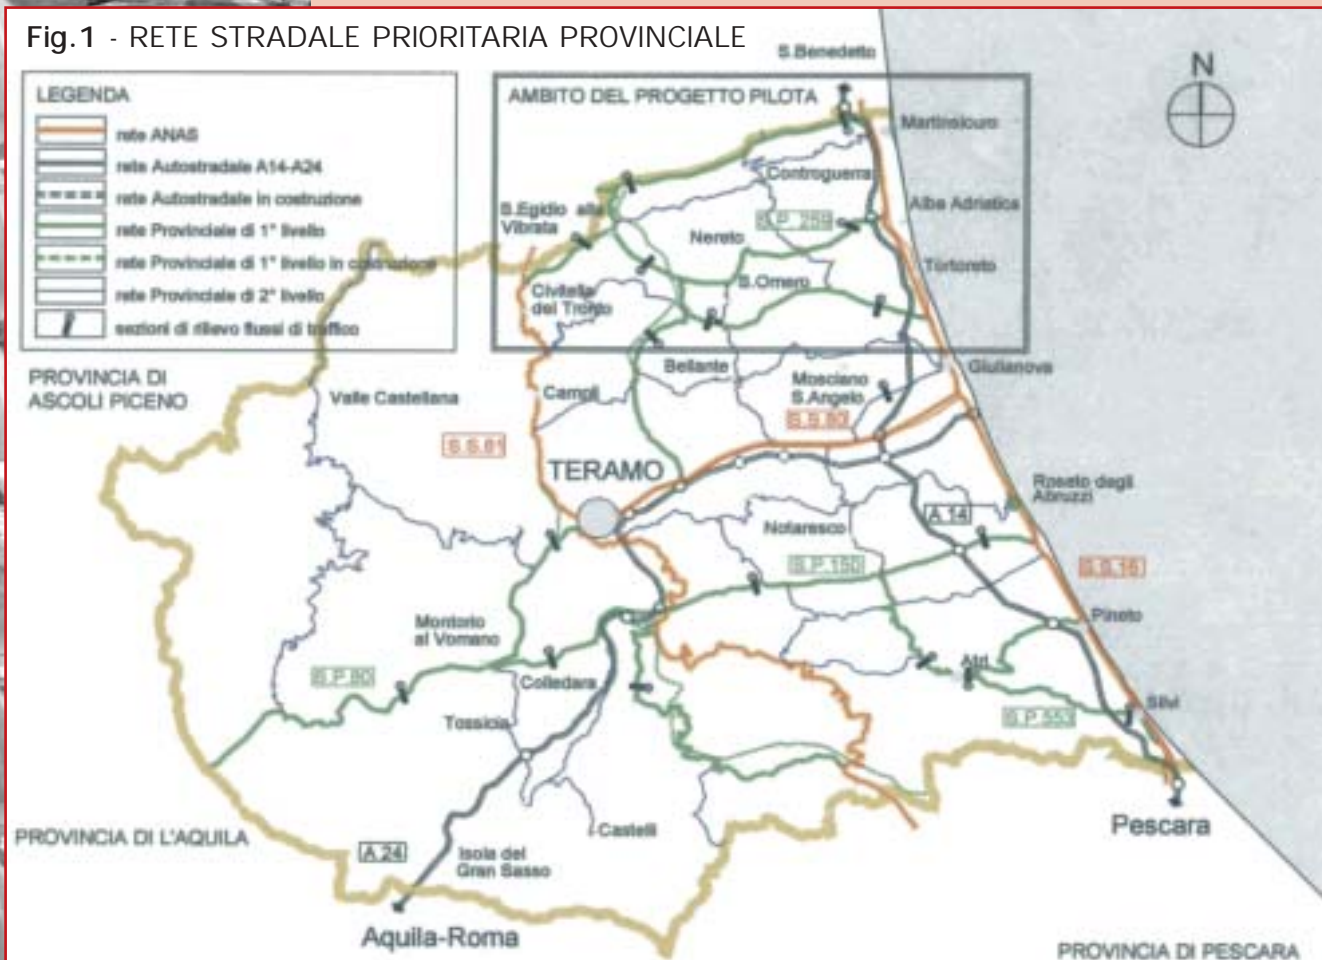 Fig.1 - RETE STRADALE PRIORITARIA PROVINCIALE
S.Benedetto
LEGENDA
rete ANAS
rete Autostradale A14-A24
rete Autostradale in costruzione
rete Provinciale di 1° livello
rete Provinciale di 1° livello in costruzione
rete Provinciale di 2° livello
sezioni di rilievo flussi di traffico
AMBITO DEL PROGETTO PILOTA
N
Martinsicuro
Controguerra
S.Egidio alla
Vibrata
S.P. 259
Alba Adriatica
Nereto
Tortoreto
S.Omero
Civitella
del Tronto
PROVINCIA DI
ASCOLI PICENO
Valle Castellana
Campli
Bellante
Mosciano
S.Angelo
Giulianova
S.S.80
S.S.81
TERAMO
Roseto degli
Abruzzi
Notaresco
A 14
S.P.150
S.S.16
Montorio
al Vomano
Pineto
S.P.80
Colledara
Atri
Tossicia
S.P.553
Silvi
PROVINCIA DI L'AQUILA
A 24
Isola del
Gran Sasso
Castelli
Pescara
Aquila-Roma
PROVINCIA DI PESCARA